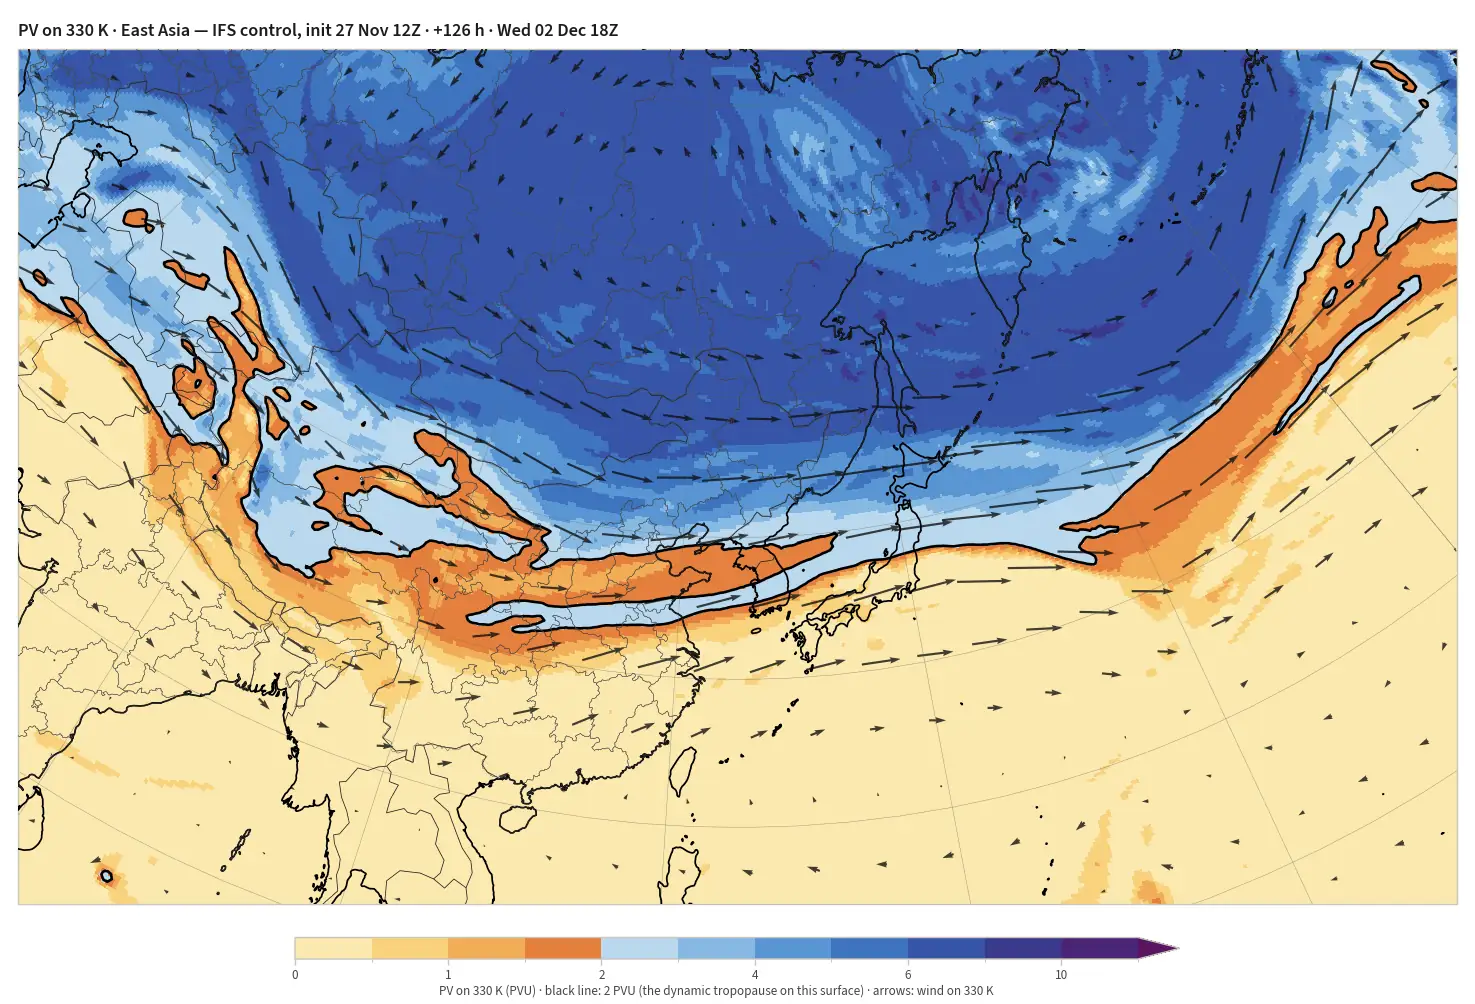 PV on 330 K · East Asia — IFS control, init 27 Nov 12Z · +126 h · Wed 02 Dec 18Z
0 1 2 4 6 10
PV on 330 K (PVU) · black line: 2 PVU (the dynamic tropopause on this surface) · arrows: wind on 330 K